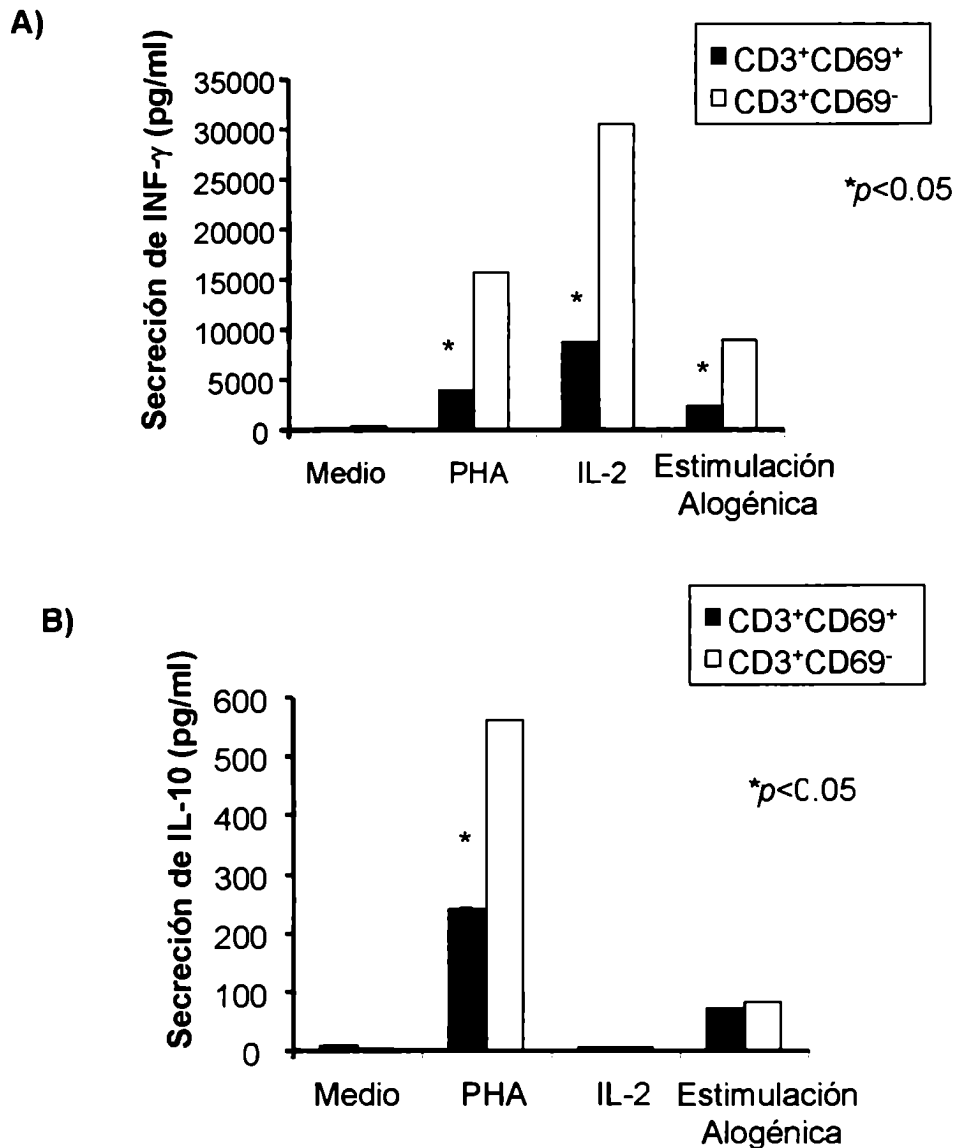 A)
CD3⁺CD69⁺
CD3⁺CD69⁻
*p<0.05
Secreción de INF-γ (pg/ml)
35000
30000
25000
20000
15000
10000
5000
0
*
*
*
Medio
PHA
IL-2
Estimulación
Alogénica
B)
CD3⁺CD69⁺
CD3⁺CD69⁻
*p<0.05
Secreción de IL-10 (pg/ml)
600
500
400
300
200
100
0
*
Medio
PHA
IL-2
Estimulación
Alogénica